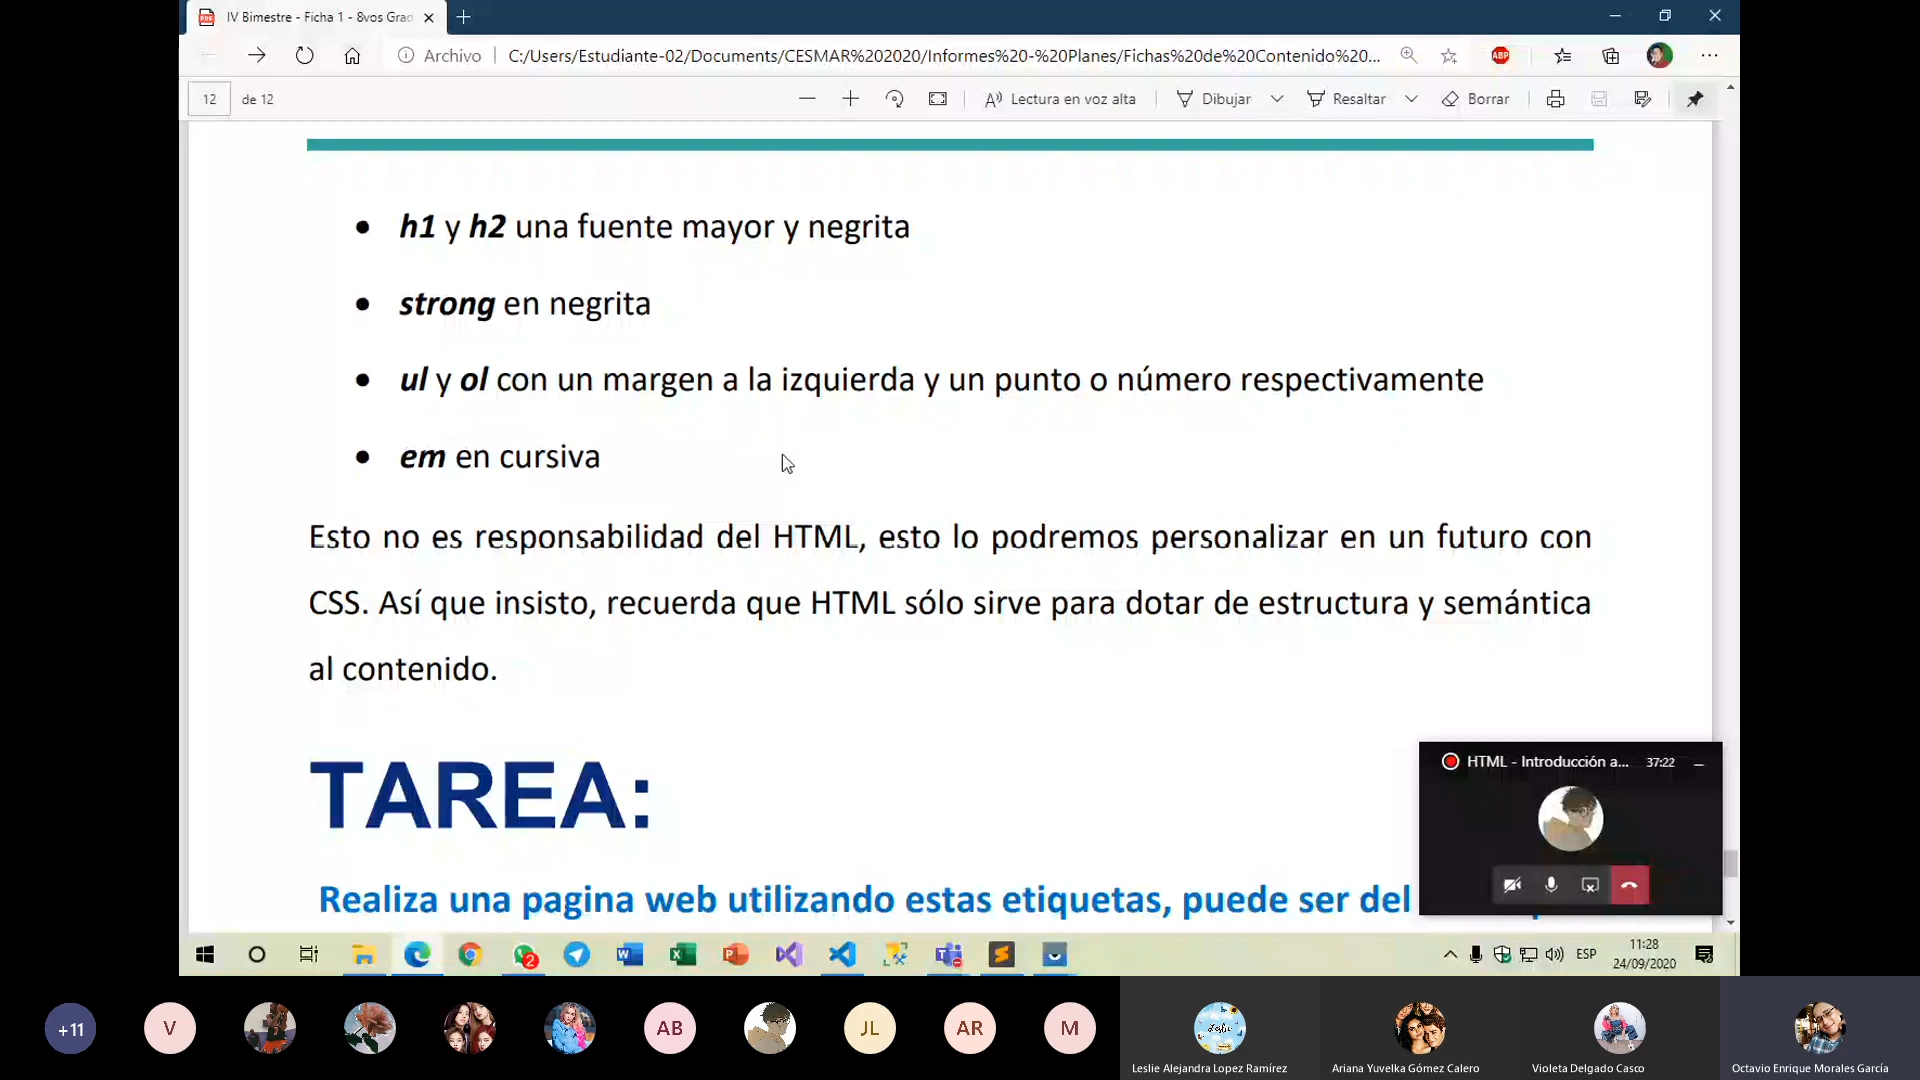 IV Bimestre - Ficha 1 - 8vos Grad
Archivo
C:/Users/Estudiante-02/Documents/CESMAR%202020/Informes%20-%20Planes/Fichas%20de%20Contenido%20...
ABP
12 de 12
Lectura en voz alta
Dibujar
Resaltar
Borrar
• h1 y h2 una fuente mayor y negrita
• strong en negrita
• ul y ol con un margen a la izquierda y un punto o número respectivamente
• em en cursiva
Esto no es responsabilidad del HTML, esto lo podremos personalizar en un futuro con
CSS. Así que insisto, recuerda que HTML sólo sirve para dotar de estructura y semántica
al contenido.
TAREA:
HTML - Introducción a... 37:22
Realiza una pagina web utilizando estas etiquetas, puede ser del
2
ESP
11:28
24/09/2020
+11
V
AB
JL
AR
M
Leslie
Leslie Alejandra Lopez Ramírez
Ariana Yuvelka Gómez Calero
Violeta Delgado Casco
Octavio Enrique Morales García